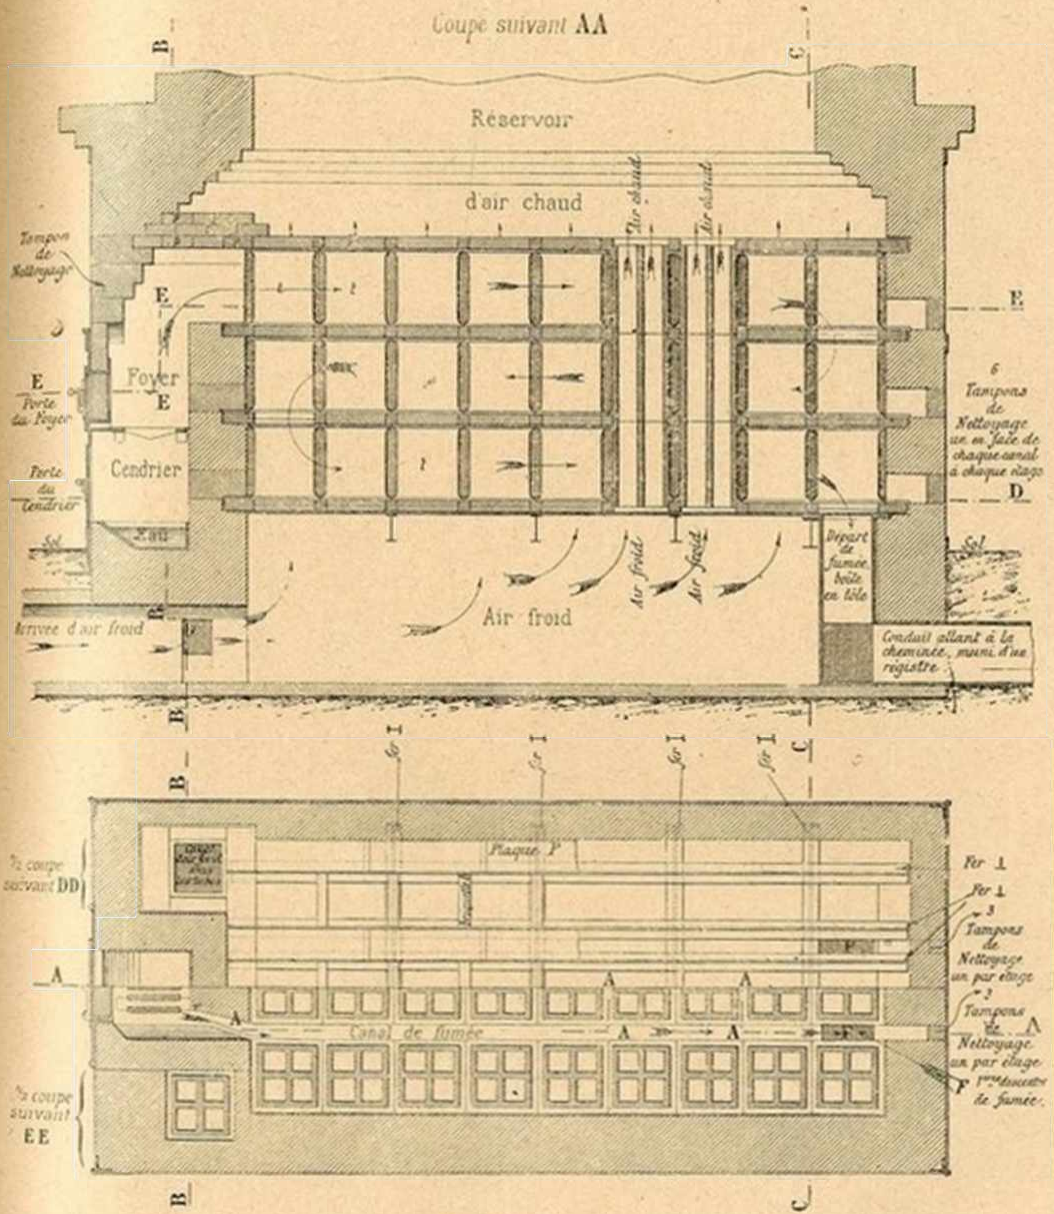 Coupe suivant AA
B
C
Réservoir
d'air chaud
Air chaud
Air chaud
Tampon
de
Nettoyage
E
E
Foyer
E
Porte
du Foyer
E
6
Tampons
de
Nettoyage
un en face de
chaque canal
à chaque étage
Cendrier
Porte
du
Cendrier
D
Eau
Sol
Sol
Départ
de
fumée,
boîte
en tôle
Air froid
Air froid
B
Arrivée d'air froid
Air froid
Conduit allant à la
cheminée, muni d'un
régistre
B
C
B
fer I
fer I
fer I
fer I
Plaque P
½ coupe
suivant DD
Fer ⊥
Fer ⊥
3
Tampons
de
Nettoyage
un par étage
F
A
A
A
A
Canal de fumée
A
A
F
A
2
Tampons
de
Nettoyage
un par étage
½ coupe
suivant
EE
F
de fumée.
B
C